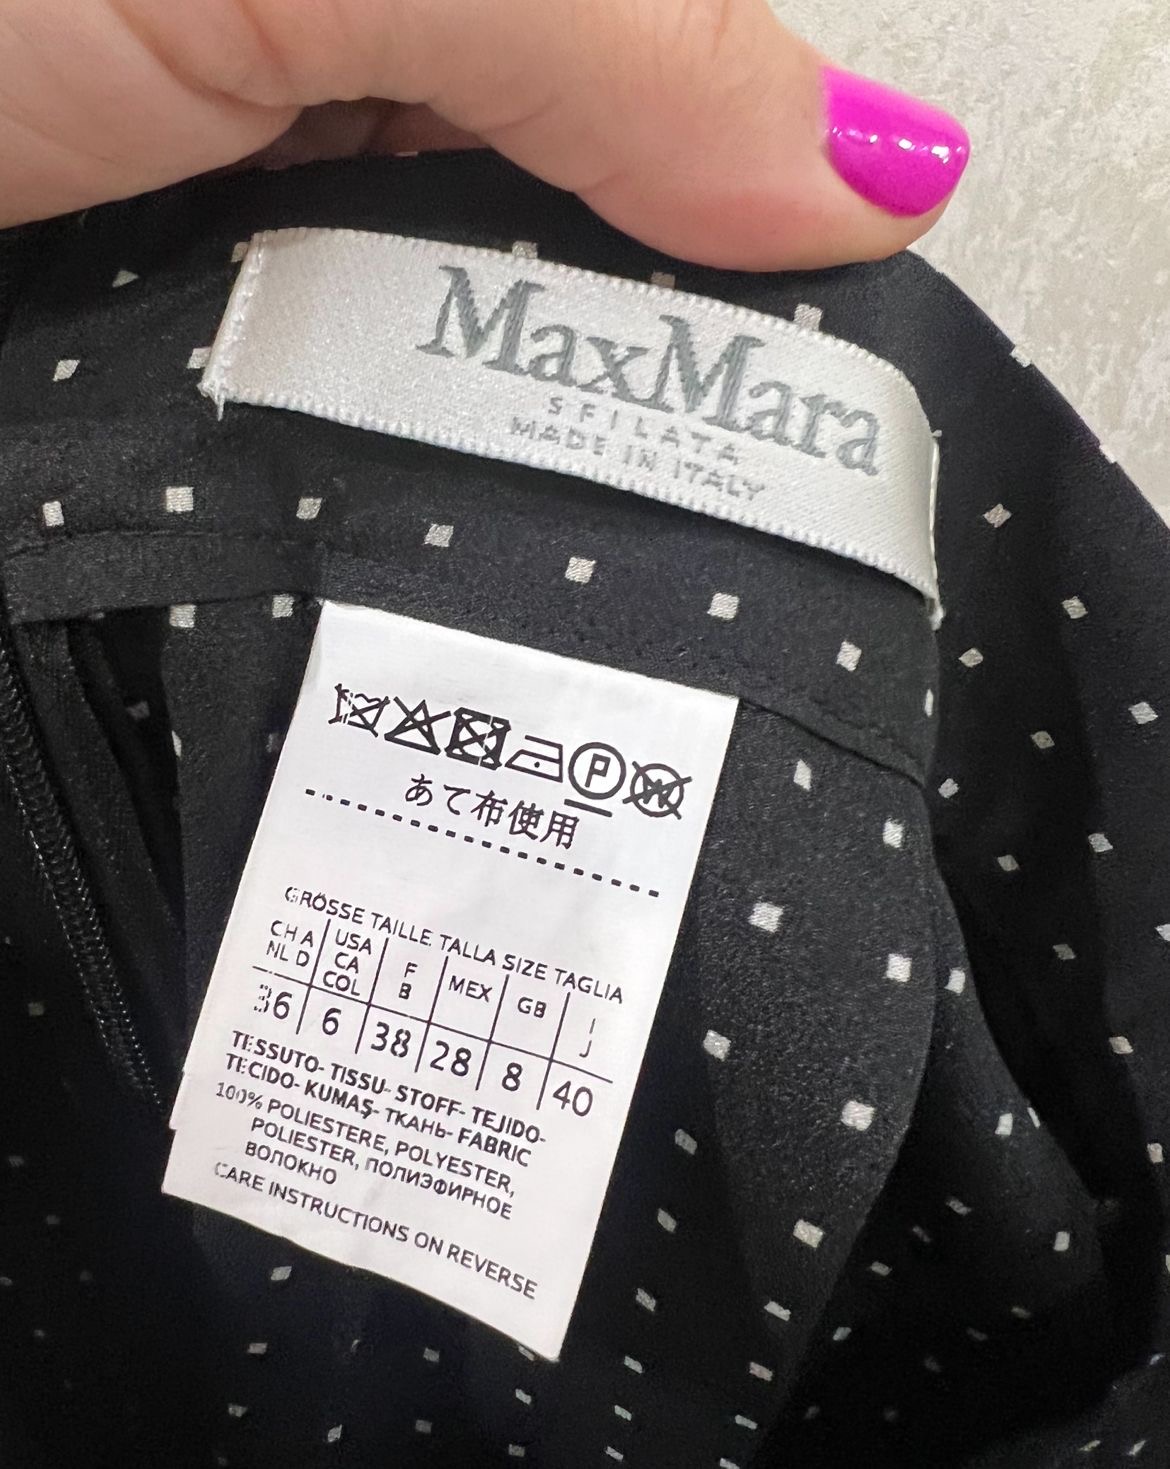 MaxMara
SFILATA
MADE IN ITALY
P W
あて布使用
GRÖSSE TAILLE TALLA SIZE TAGLIA
CH A NL D USA CA COL F B MEX GB I J
36 6 38 28 8 40
TESSUTO- TISSU- STOFF- TEJIDO-
TECIDO- KUMAŞ- ТКАНЬ- FABRIC
100% POLIESTERE, POLYESTER,
POLIESTER, ПОЛИЭФИРНОЕ
ВОЛОКНО
CARE INSTRUCTIONS ON REVERSE